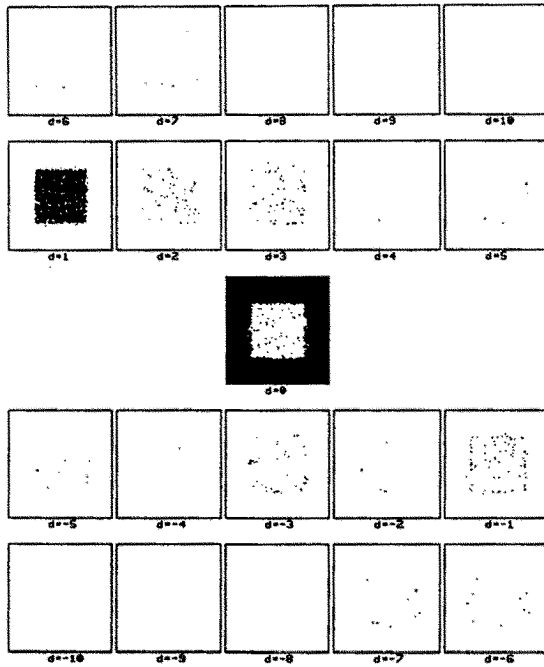 d=6 d=7 d=8 d=9 d=10
d=1 d=2 d=3 d=4 d=5
d=0
d=-5 d=-4 d=-3 d=-2 d=-1
d=-10 d=-9 d=-8 d=-7 d=-6